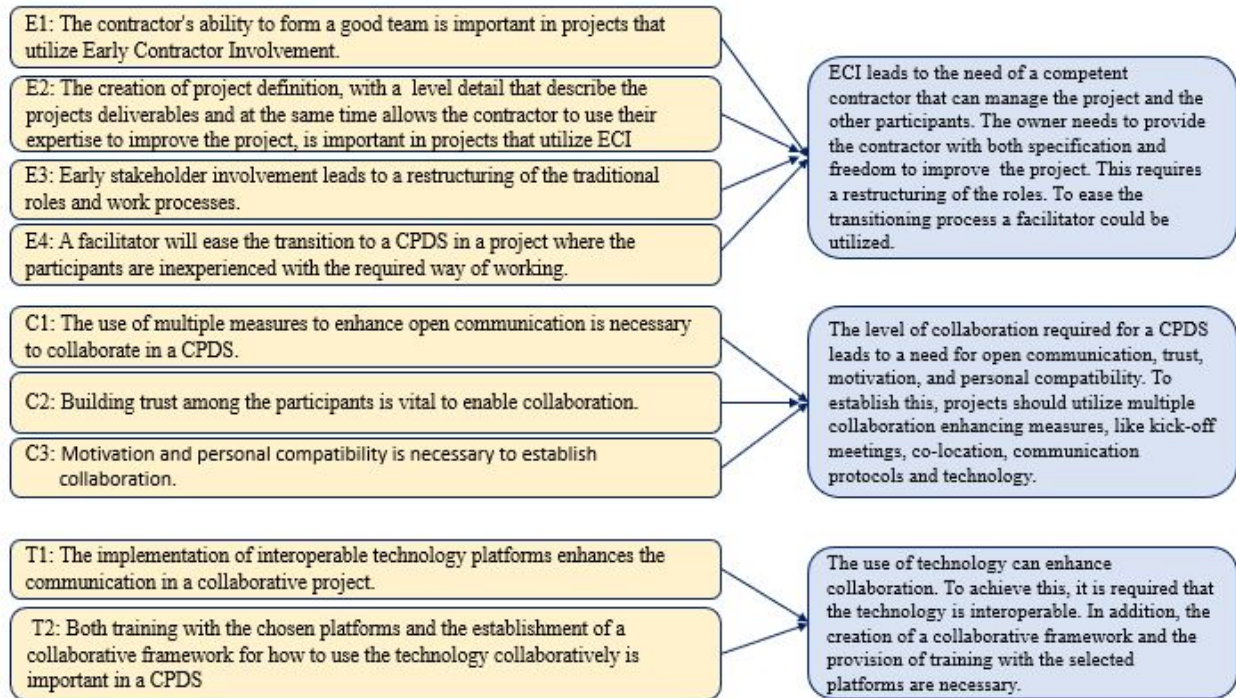 E1: The contractor's ability to form a good team is important in projects that
utilize Early Contractor Involvement.
E2: The creation of project definition, with a level detail that describe the
projects deliverables and at the same time allows the contractor to use their
expertise to improve the project, is important in projects that utilize ECI
E3: Early stakeholder involvement leads to a restructuring of the traditional
roles and work processes.
E4: A facilitator will ease the transition to a CPDS in a project where the
participants are inexperienced with the required way of working.
ECI leads to the need of a competent
contractor that can manage the project and the
other participants. The owner needs to provide
the contractor with both specification and
freedom to improve the project. This requires
a restructuring of the roles. To ease the
transitioning process a facilitator could be
utilized.
C1: The use of multiple measures to enhance open communication is necessary
to collaborate in a CPDS.
C2: Building trust among the participants is vital to enable collaboration.
C3: Motivation and personal compatibility is necessary to establish
collaboration.
The level of collaboration required for a CPDS
leads to a need for open communication, trust,
motivation, and personal compatibility. To
establish this, projects should utilize multiple
collaboration enhancing measures, like kick-off
meetings, co-location, communication
protocols and technology.
T1: The implementation of interoperable technology platforms enhances the
communication in a collaborative project.
T2: Both training with the chosen platforms and the establishment of a
collaborative framework for how to use the technology collaboratively is
important in a CPDS
The use of technology can enhance
collaboration. To achieve this, it is required that
the technology is interoperable. In addition, the
creation of a collaborative framework and the
provision of training with the selected
platforms are necessary.